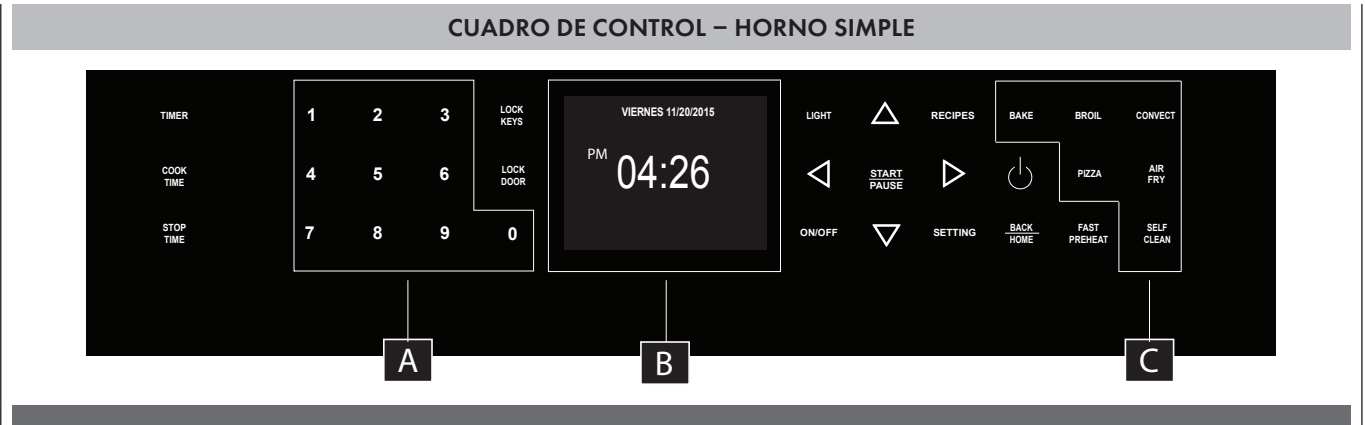 CUADRO DE CONTROL – HORNO SIMPLE
TIMER
1 2 3
LOCK
KEYS
VIERNES 11/20/2015
LIGHT
RECIPES
BAKE
BROIL
CONVECT
COOK
TIME
4 5 6
LOCK
DOOR
PM 04:26
START
PAUSE
PIZZA
AIR
FRY
STOP
TIME
7 8 9 0
ON/OFF
SETTING
BACK
HOME
FAST
PREHEAT
SELF
CLEAN
A
B
C